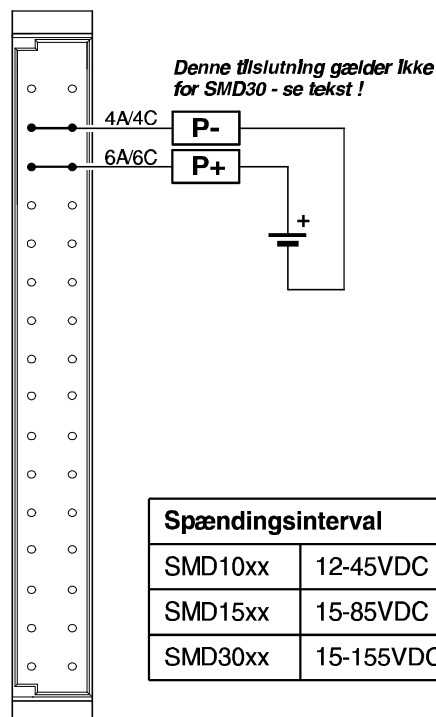 Denne tilslutning gælder ikke
for SMD30 - se tekst !
4A/4C
P-
6A/6C
P+
+
Spændingsinterval
SMD10xx 12-45VDC
SMD15xx 15-85VDC
SMD30xx 15-155VDC